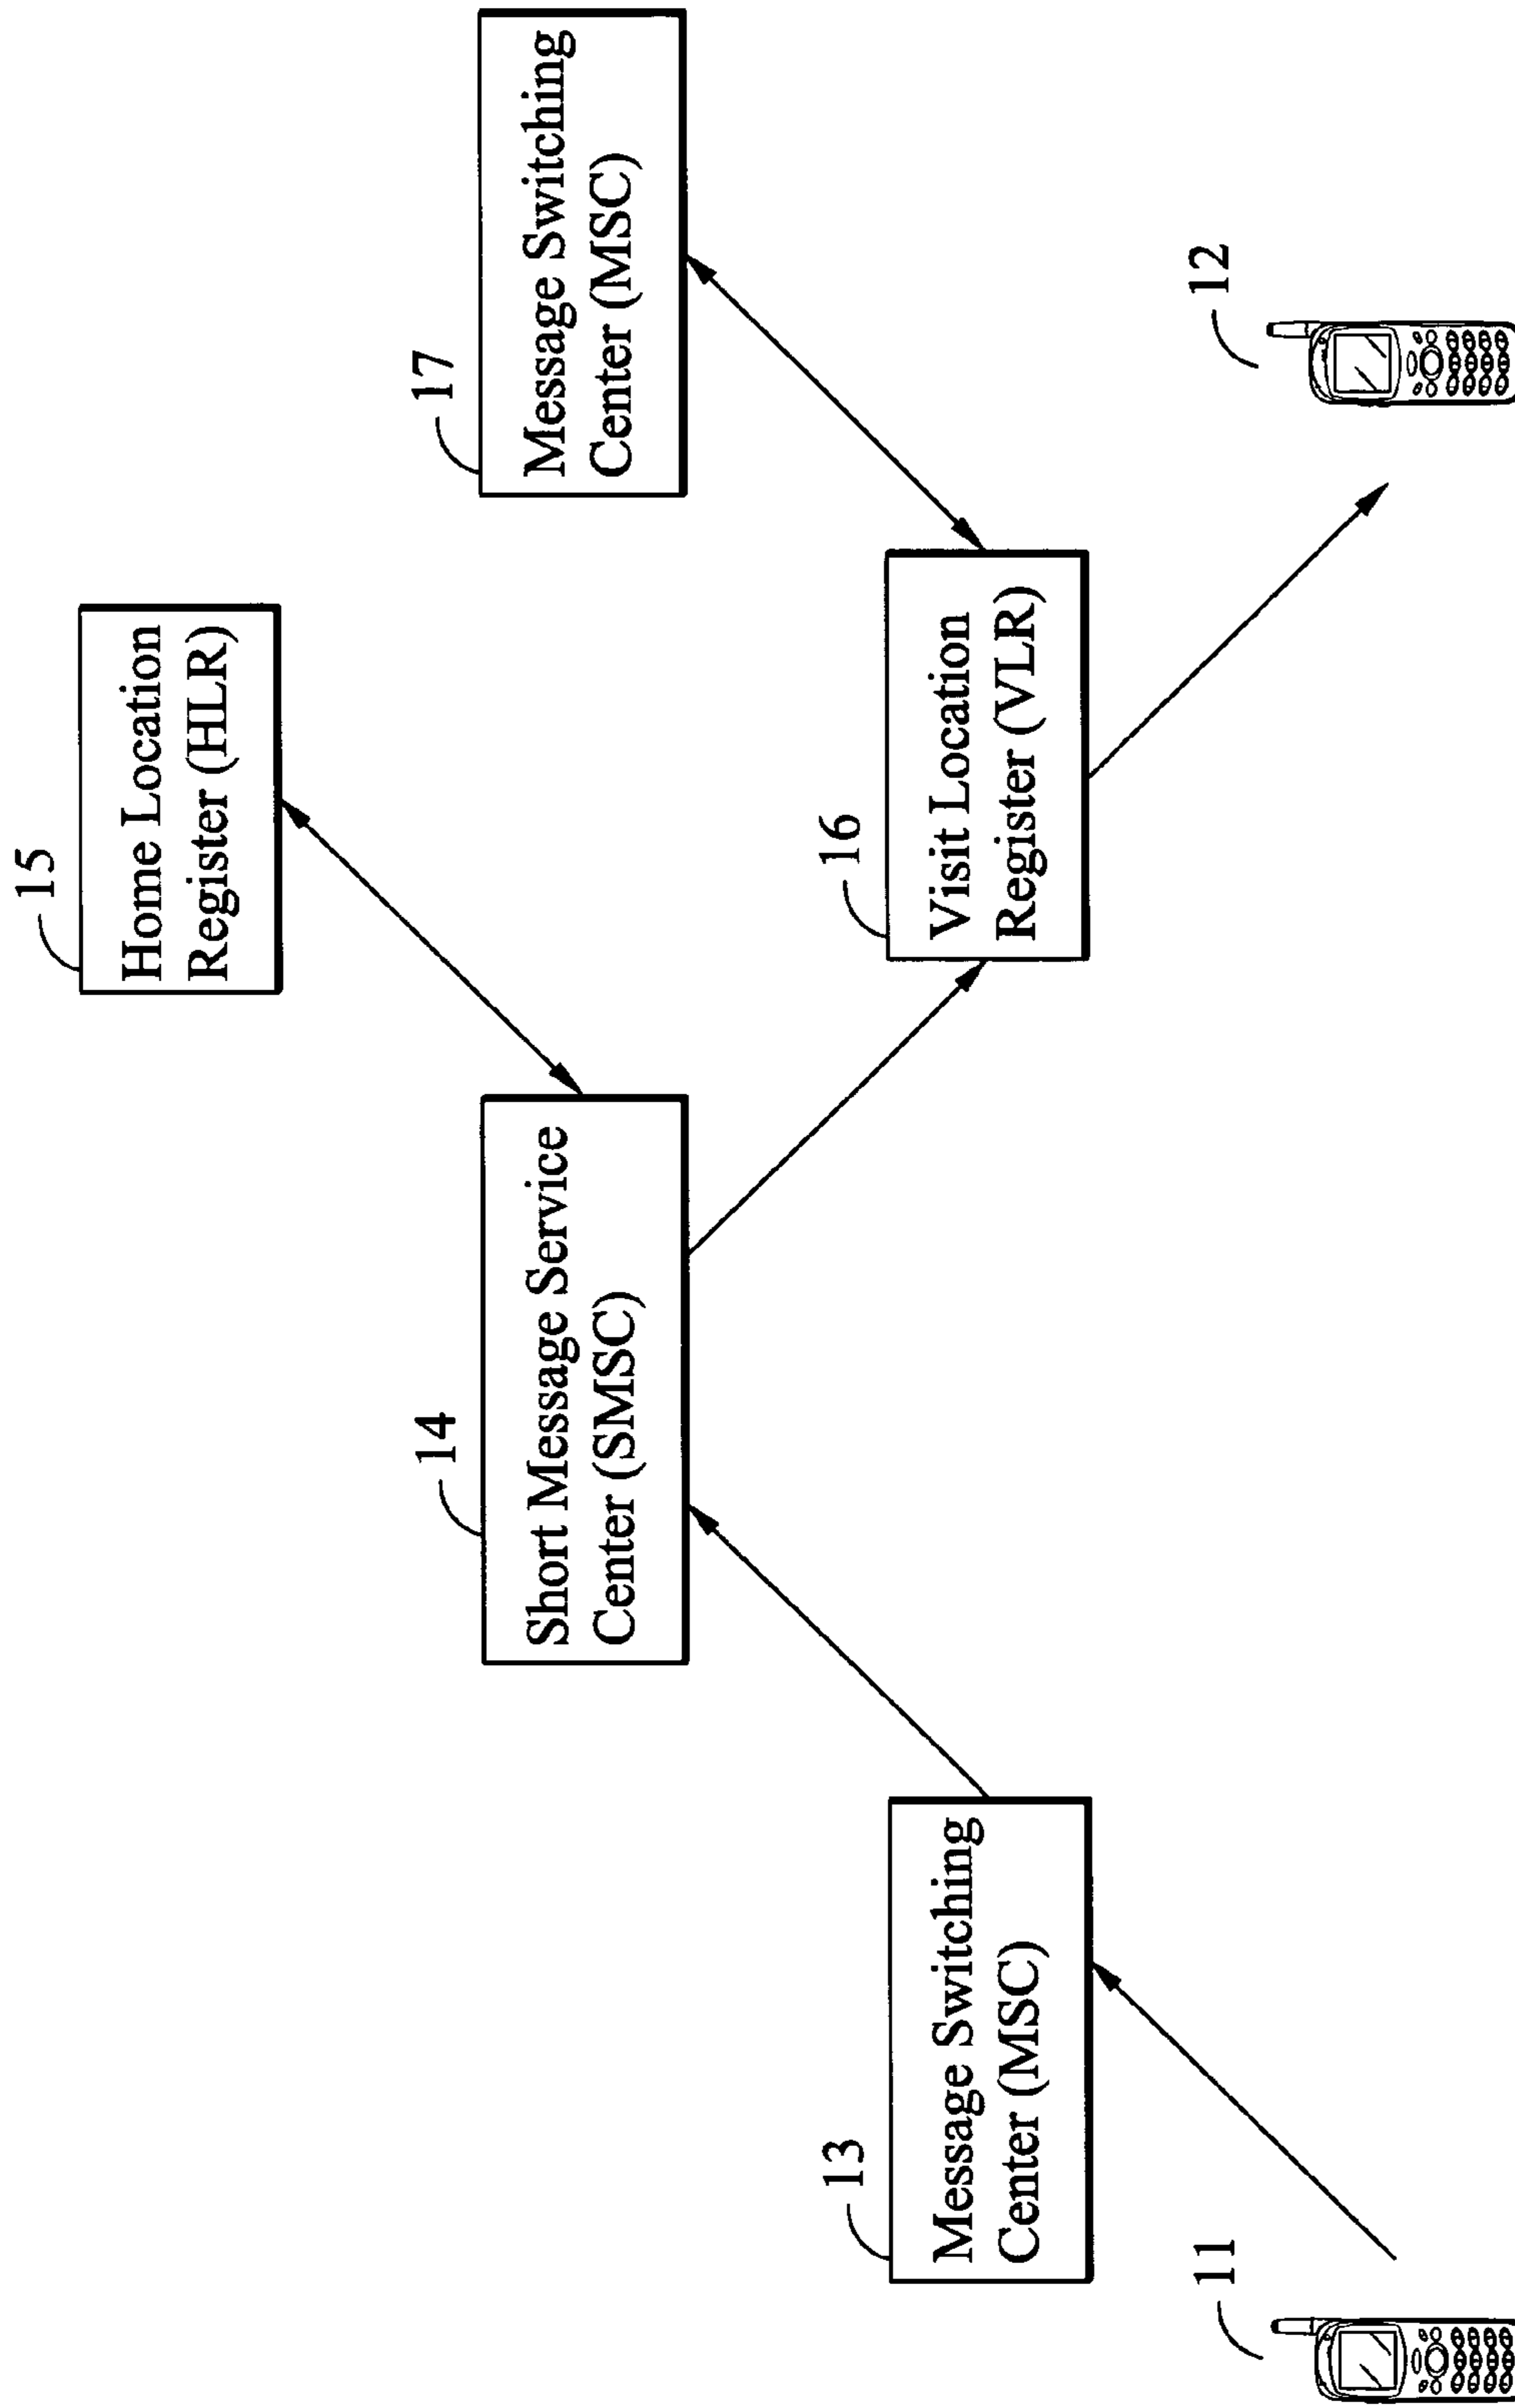 15
Home Location
Register (HLR)
14
Short Message Service
Center (SMSC)
17
Message Switching
Center (MSC)
13
Message Switching
Center (MSC)
16
Visit Location
Register (VLR)
11
12